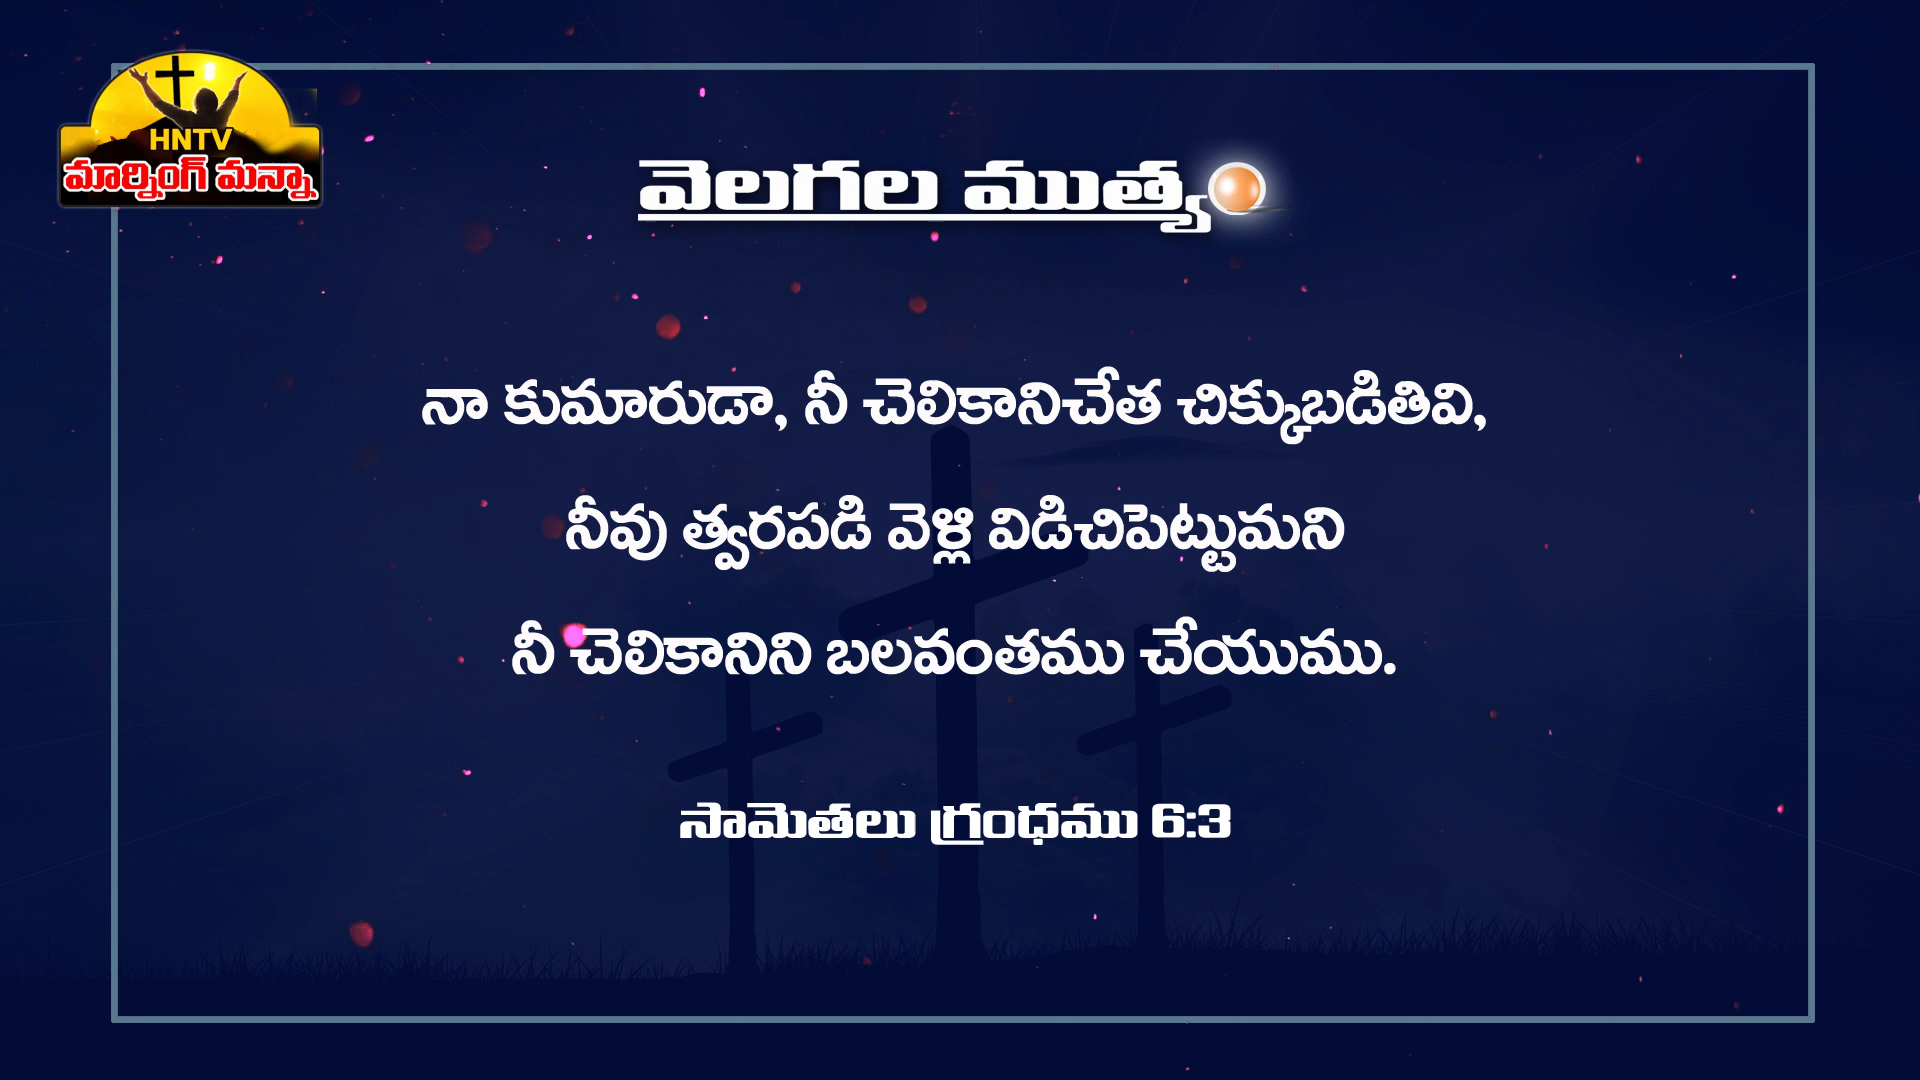 HNTV
మార్నింగ్ మన్నా
వెలగల ముత్యం
నా కుమారుడా, నీ చెలికానిచేత చిక్కుబడితివి,
నీవు త్వరపడి వెళ్లి విడిచిపెట్టుమని
నీ చెలికానిని బలవంతము చేయుము.
సామెతలు గ్రంధము 6:3